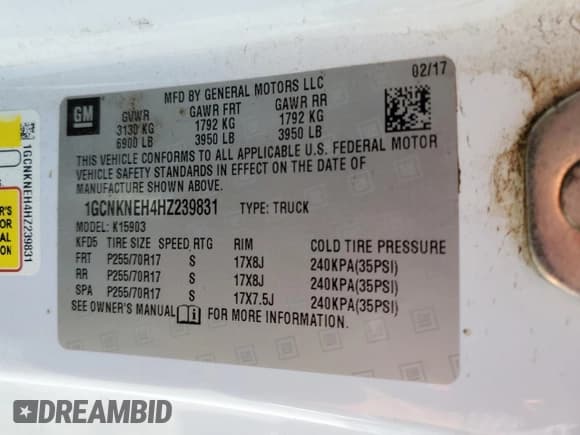 02/17
MFD BY GENERAL MOTORS LLC
GM
GVWR GAWR FRT GAWR RR
3130 KG 1792 KG 1792 KG
6900 LB 3950 LB 3950 LB
THIS VEHICLE CONFORMS TO ALL APPLICABLE U.S. FEDERAL MOTOR
VEHICLE SAFETY STANDARDS IN EFFECT ON THE DATE OF
MANUFACTURE SHOWN ABOVE.
1GCNKNEH4HZ239831 TYPE: TRUCK
MODEL: K15903
KFD5 TIRE SIZE SPEED RTG RIM COLD TIRE PRESSURE
FRT P255/70R17 S 17X8J 240KPA(35PSI)
RR P255/70R17 S 17X8J 240KPA(35PSI)
SPA P255/70R17 S 17X7.5J 240KPA(35PSI)
SEE OWNER'S MANUAL FOR MORE INFORMATION.
1GCNKNEH4HZ239831
ER'S
AL
TION
DREAMBID